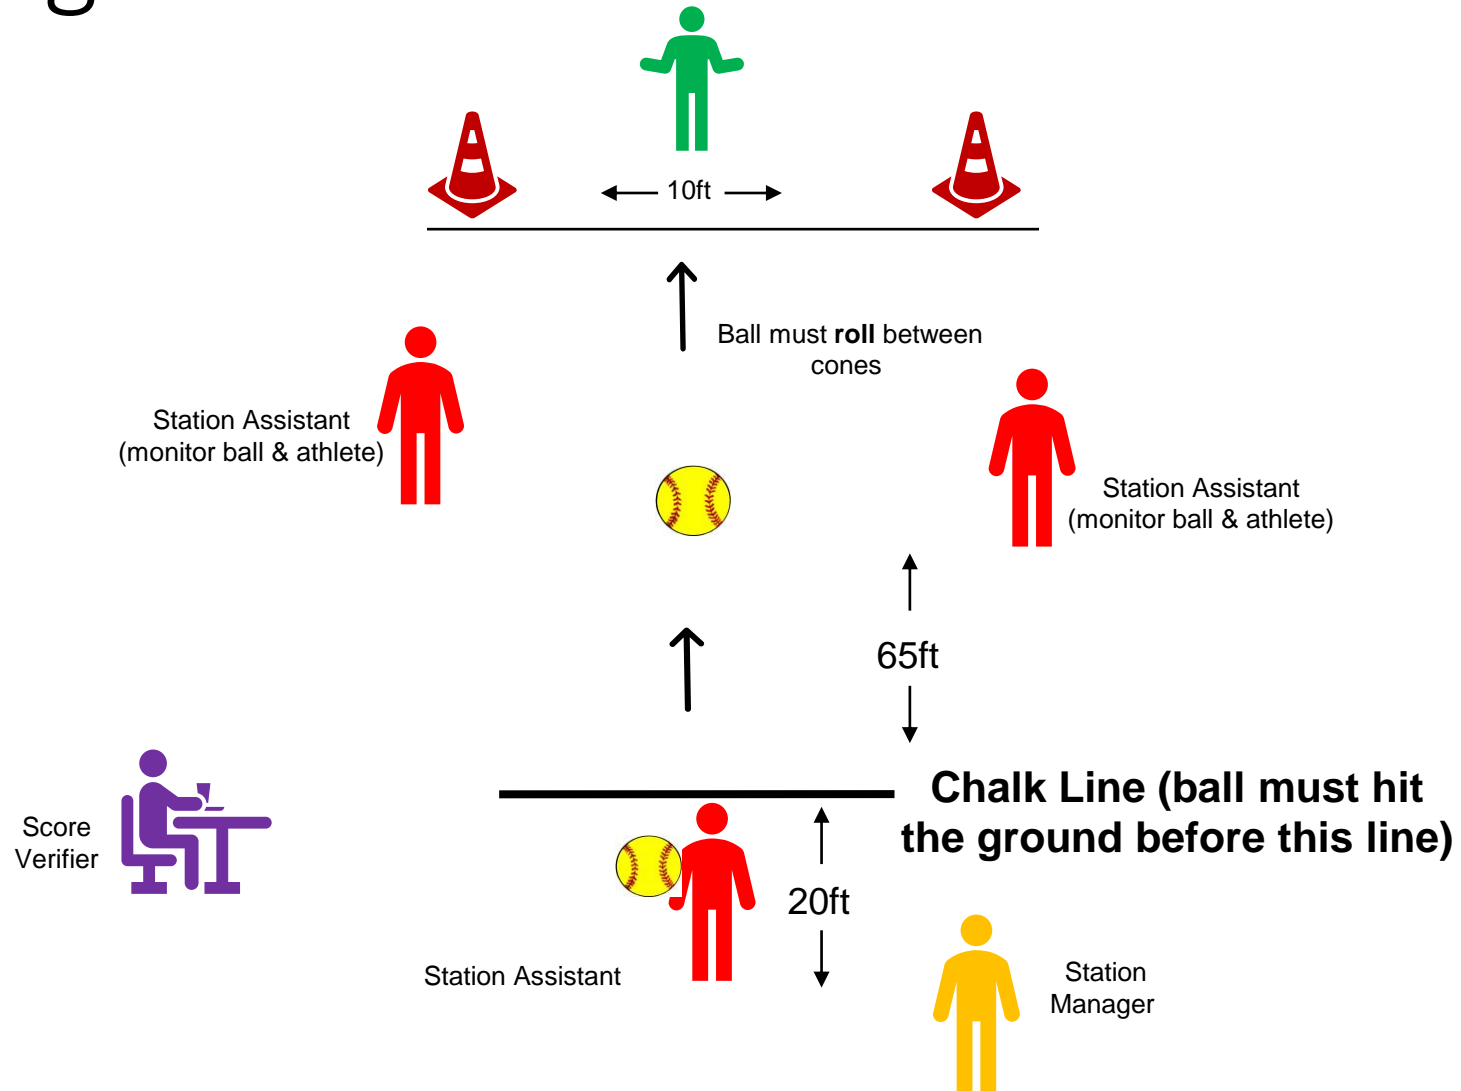 g
10ft
Ball must roll between
cones
Station Assistant
(monitor ball & athlete)
Station Assistant
(monitor ball & athlete)
65ft
Chalk Line (ball must hit
the ground before this line)
Score
Verifier
20ft
Station Assistant
Station
Manager